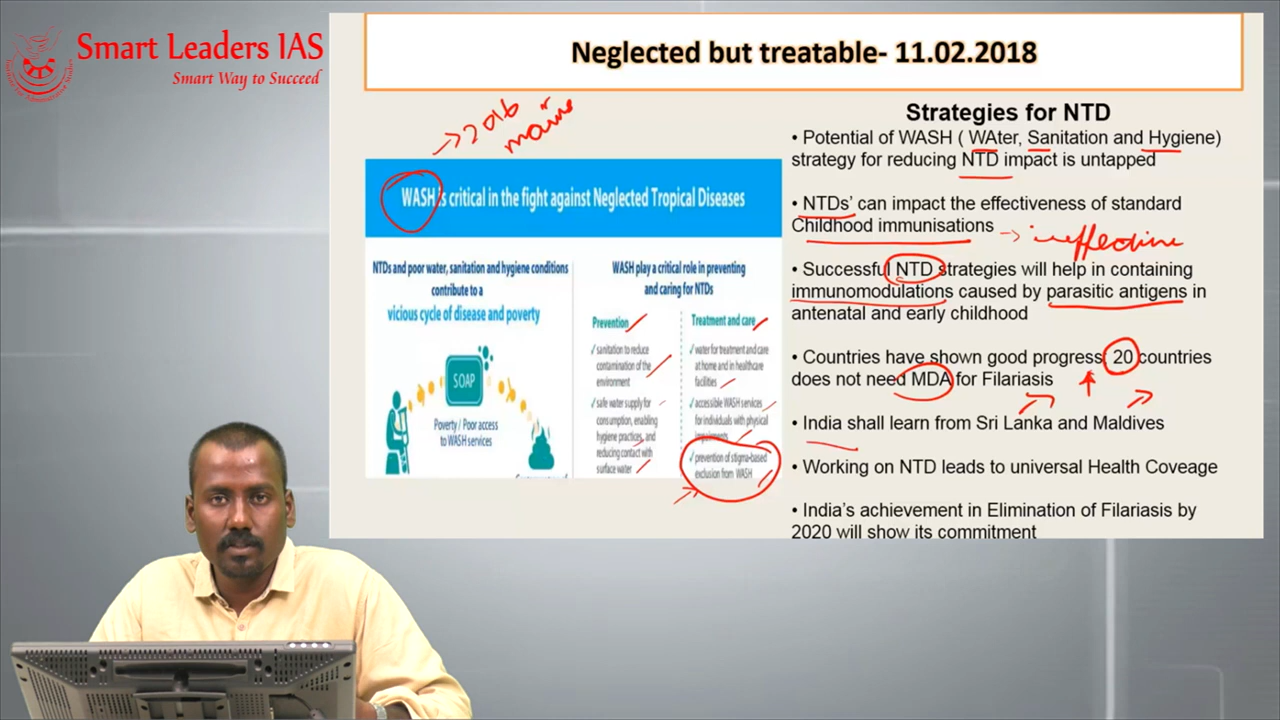 Smart Leaders IAS
Smart Way to Succeed
Neglected but treatable- 11.02.2018
→ 2016
mains
WASH is critical in the fight against Neglected Tropical Diseases
NTDs and poor water, sanitation and hygiene conditions
contribute to a
vicious cycle of disease and poverty
SOAP
Poverty / Poor access
to WASH services
WASH play a critical role in preventing
and caring for NTDs
Prevention
✓ sanitation to reduce
contamination of the
environment
✓ safe water supply for
consumption, enabling
hygiene practices, and
reducing contact with
surface water
Treatment and care
✓ water for treatment and care
at home and in healthcare
facilities
✓ accessible WASH services
for individuals with physical
impairments
✓ prevention of stigma-based
exclusion from WASH
Strategies for NTD
• Potential of WASH ( WAter, Sanitation and Hygiene)
strategy for reducing NTD impact is untapped
• NTDs' can impact the effectiveness of standard
Childhood immunisations → ineffective
• Successful NTD strategies will help in containing
immunomodulations caused by parasitic antigens in
antenatal and early childhood
• Countries have shown good progress, 20 countries
does not need MDA for Filariasis
• India shall learn from Sri Lanka and Maldives
• Working on NTD leads to universal Health Coveage
• India's achievement in Elimination of Filariasis by
2020 will show its commitment